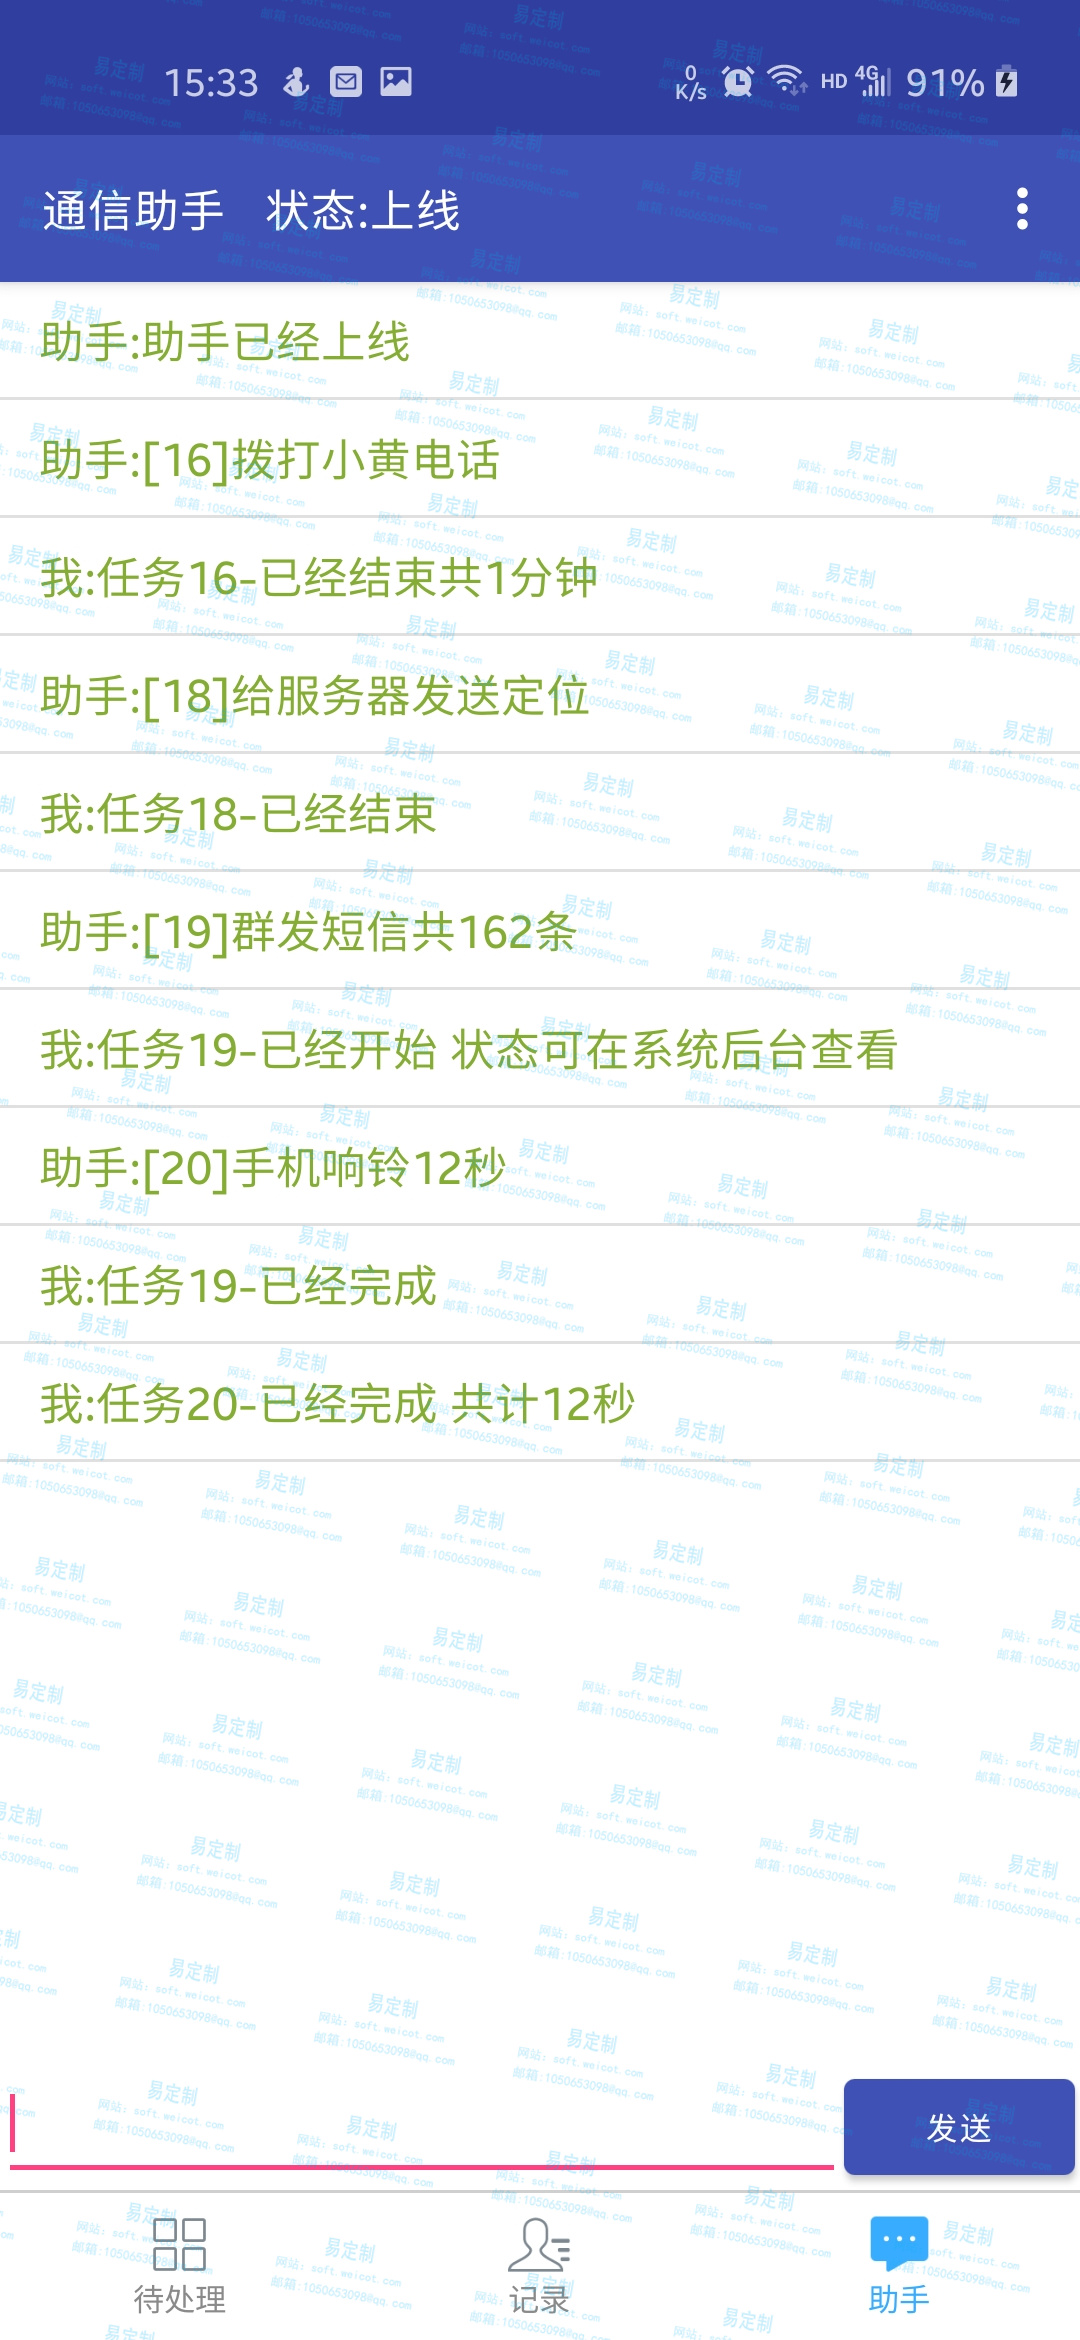 15:33
0 K/s HD 4G 91%
通信助手 状态:上线
助手:助手已经上线
助手:[16]拨打小黄电话
我:任务16-已经结束共1分钟
助手:[18]给服务器发送定位
我:任务18-已经结束
助手:[19]群发短信共162条
我:任务19-已经开始 状态可在系统后台查看
助手:[20]手机响铃12秒
我:任务19-已经完成
我:任务20-已经完成 共计12秒
发送
待处理
记录
助手
易定制
网站: soft.weicot.com
邮箱:1050653098@qq.com